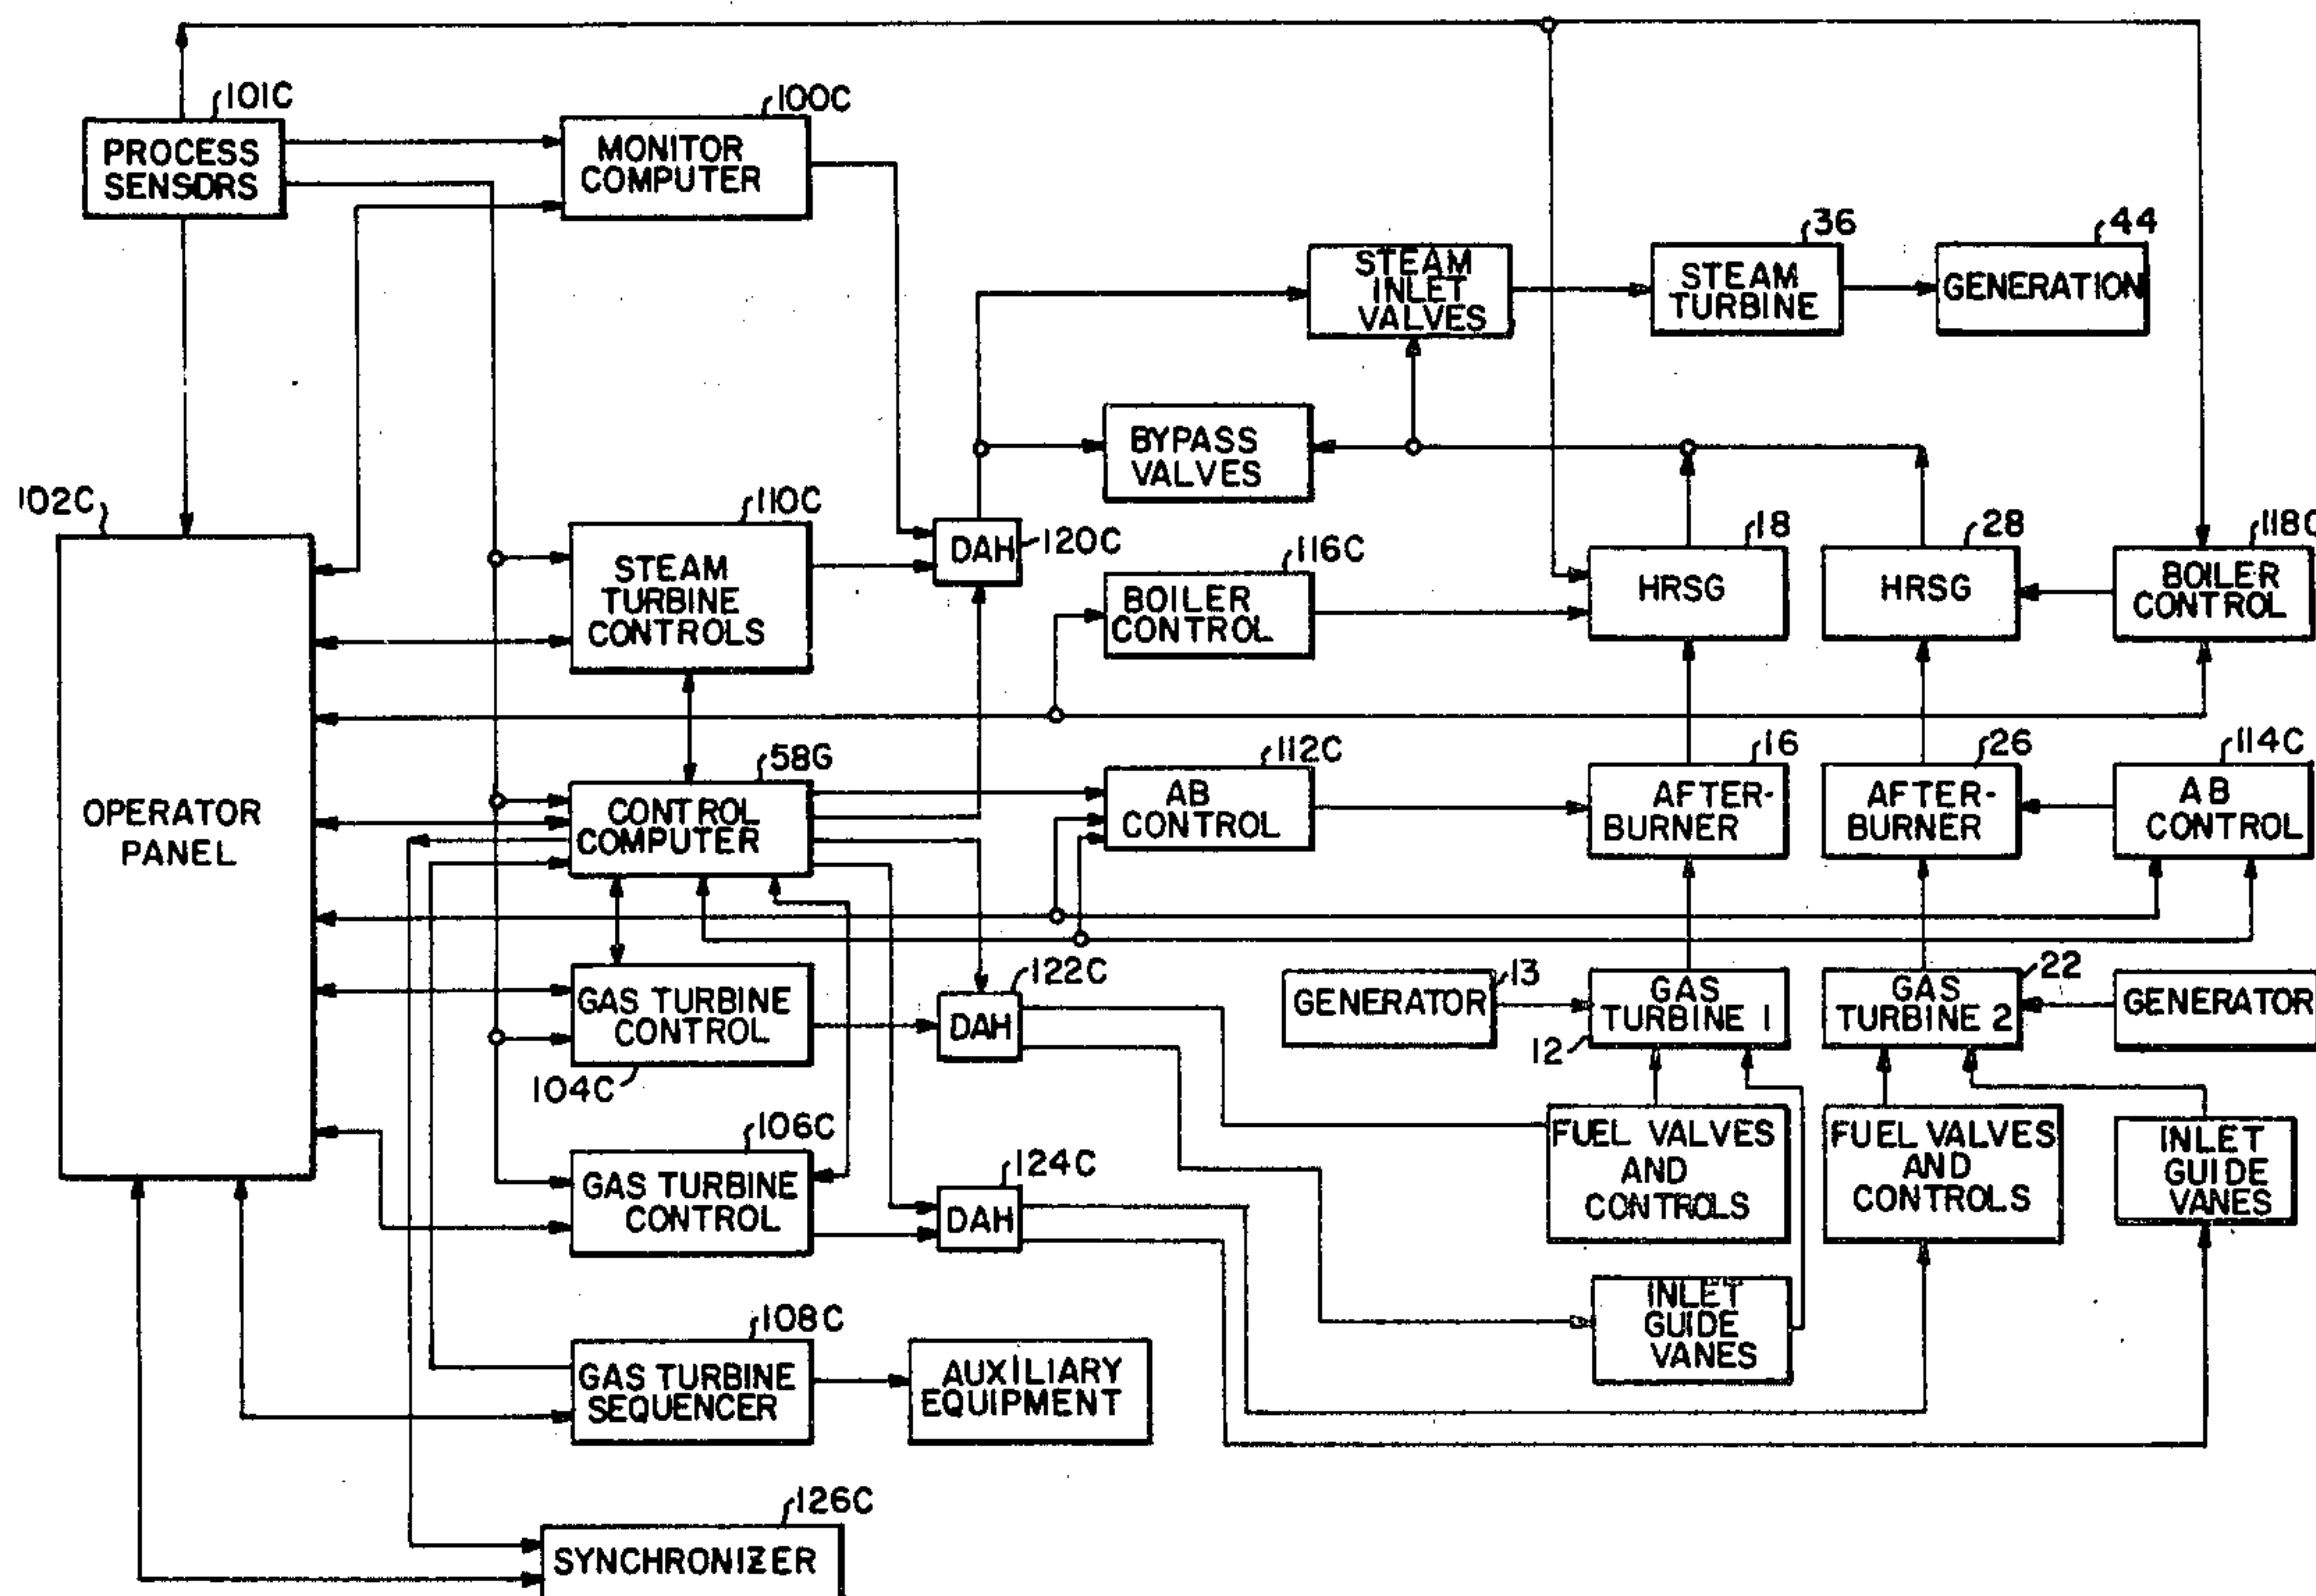 101C
PROCESS
SENSORS
100C
MONITOR
COMPUTER
STEAM
INLET
VALVES
36
STEAM
TURBINE
44
GENERATION
BYPASS
VALVES
102C
OPERATOR
PANEL
110C
STEAM
TURBINE
CONTROLS
DAH
120C
116C
BOILER
CONTROL
18
HRSG
28
HRSG
118C
BOILER
CONTROL
58G
CONTROL
COMPUTER
112C
AB
CONTROL
16
AFTER-
BURNER
26
AFTER-
BURNER
114C
AB
CONTROL
GAS TURBINE
CONTROL
104C
122C
DAH
13
GENERATOR
GAS
TURBINE 1
12
22
GAS
TURBINE 2
GENERATOR
106C
GAS TURBINE
CONTROL
124C
DAH
FUEL VALVES
AND
CONTROLS
FUEL VALVES
AND
CONTROLS
INLET
GUIDE
VANES
INLET
GUIDE
VANES
108C
GAS TURBINE
SEQUENCER
AUXILIARY
EQUIPMENT
126C
SYNCHRONIZER